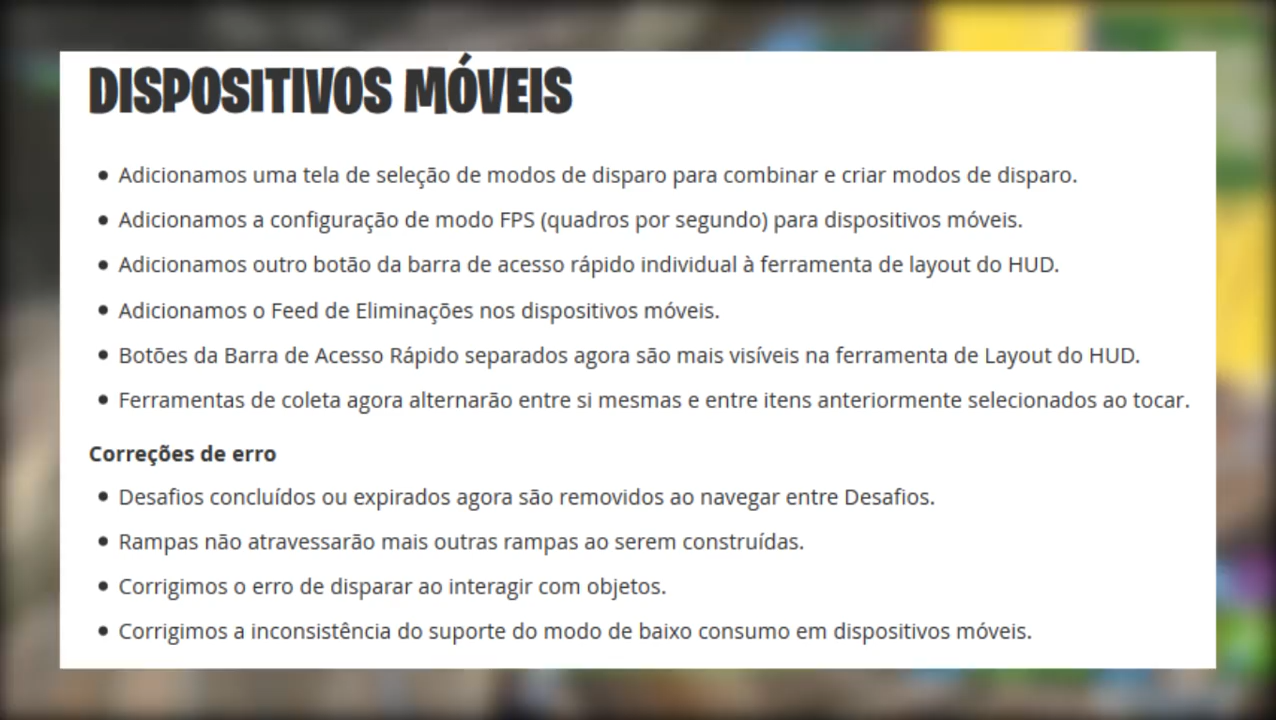 DISPOSITIVOS MÓVEIS
• Adicionamos uma tela de seleção de modos de disparo para combinar e criar modos de disparo.
• Adicionamos a configuração de modo FPS (quadros por segundo) para dispositivos móveis.
• Adicionamos outro botão da barra de acesso rápido individual à ferramenta de layout do HUD.
• Adicionamos o Feed de Eliminações nos dispositivos móveis.
• Botões da Barra de Acesso Rápido separados agora são mais visíveis na ferramenta de Layout do HUD.
• Ferramentas de coleta agora alternarão entre si mesmas e entre itens anteriormente selecionados ao tocar.
Correções de erro
• Desafios concluídos ou expirados agora são removidos ao navegar entre Desafios.
• Rampas não atravessarão mais outras rampas ao serem construídas.
• Corrigimos o erro de disparar ao interagir com objetos.
• Corrigimos a inconsistência do suporte do modo de baixo consumo em dispositivos móveis.